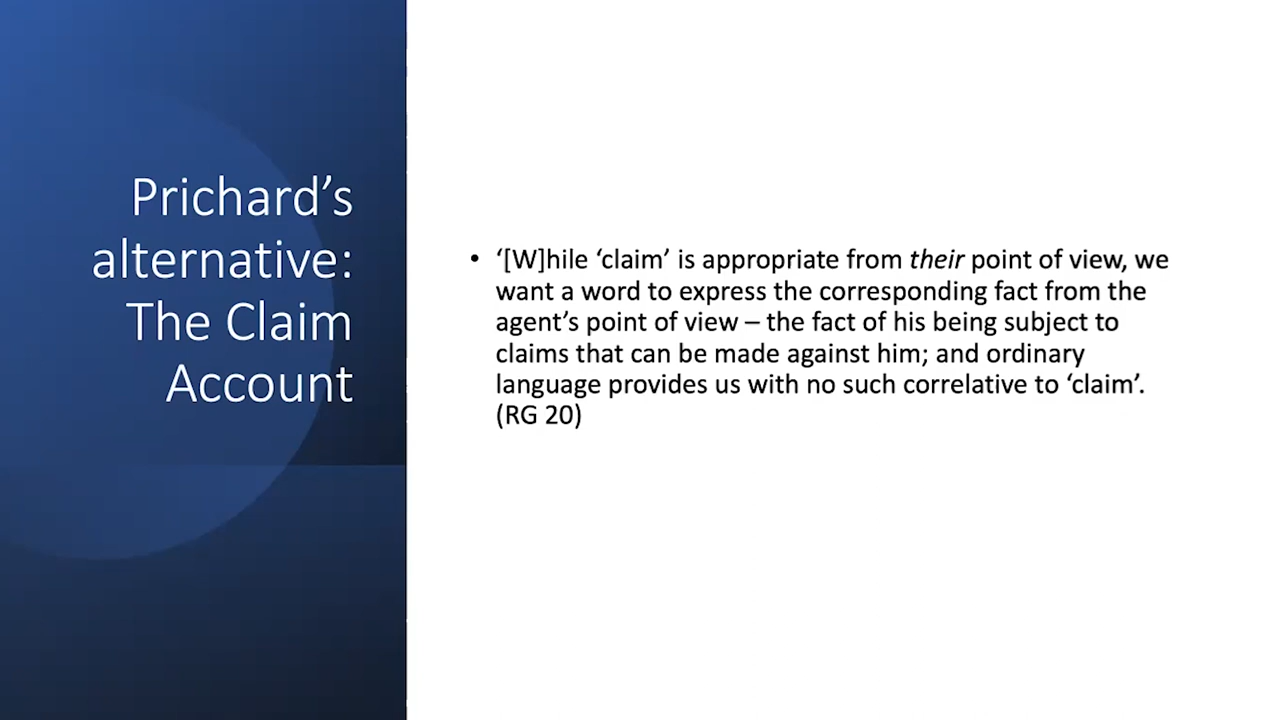 Prichard’s
alternative:
The Claim
Account
• ‘[W]hile ‘claim’ is appropriate from their point of view, we
want a word to express the corresponding fact from the
agent’s point of view – the fact of his being subject to
claims that can be made against him; and ordinary
language provides us with no such correlative to ‘claim’.
(RG 20)